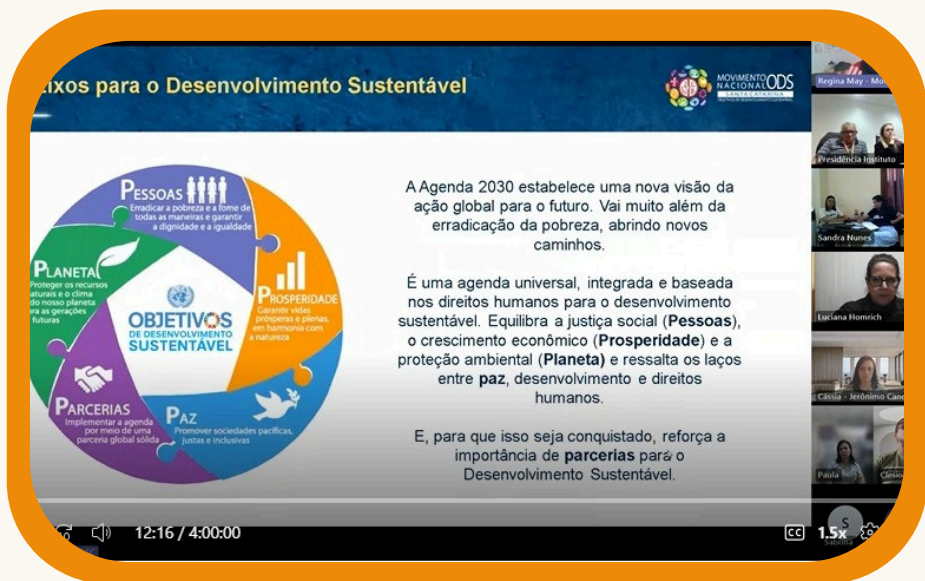 ixos para o Desenvolvimento Sustentável
MOVIMENTO
NACIONAL ODS
SANTA CATARINA
PESSOAS
Erradicar a pobreza e a fome de
todas as maneiras e garantir
a dignidade e a igualdade
PLANETA
Proteger os recursos
aturais e o clima
do nosso planeta
ra as gerações
futuras
PROSPERIDADE
Garantir vidas
prósperas e plenas,
em harmonia com
a natureza
OBJETIVOS
DE DESENVOLVIMENTO
SUSTENTÁVEL
PARCERIAS
Implementar a agenda
por meio de uma
parceria global sólida
PAZ
Promover sociedades pacíficas,
justas e inclusivas
A Agenda 2030 estabelece uma nova visão da
ação global para o futuro. Vai muito além da
erradicação da pobreza, abrindo novos
caminhos.
É uma agenda universal, integrada e baseada
nos direitos humanos para o desenvolvimento
sustentável. Equilibra a justiça social (Pessoas),
o crescimento econômico (Prosperidade) e a
proteção ambiental (Planeta) e ressalta os laços
entre paz, desenvolvimento e direitos
humanos.
E, para que isso seja conquistado, reforça a
importância de parcerias para o
Desenvolvimento Sustentável.
Regina May - Mo
Presidência Instituto
Sandra Nunes
Luciana Homrich
Cássia - Jerônimo Can
Paula
Clesio
S
Sabrina
12:16 / 4:00:00
CC
1.5x